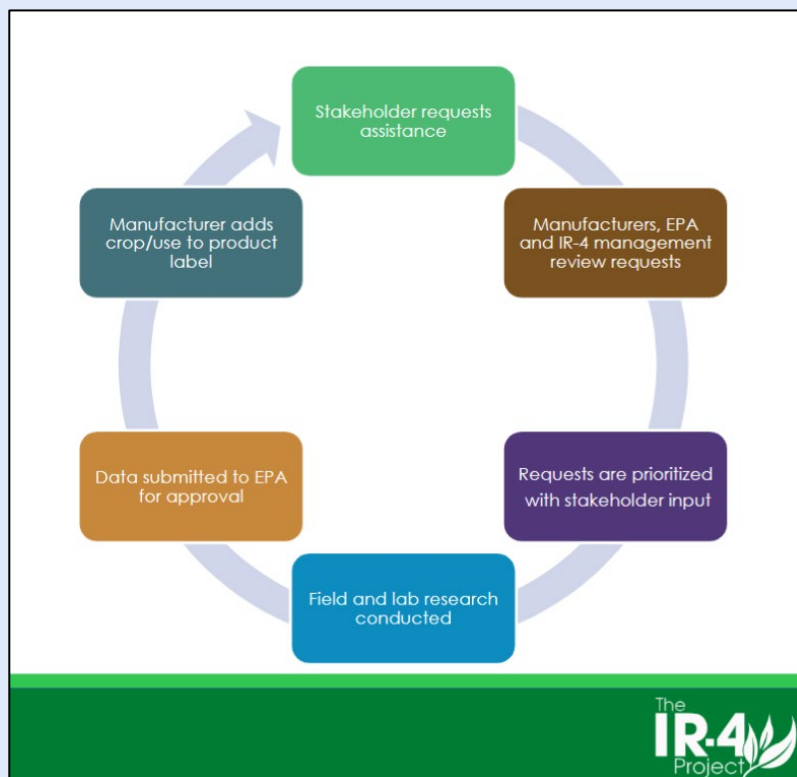 Stakeholder requests
assistance
Manufacturers, EPA
and IR-4 management
review requests
Requests are prioritized
with stakeholder input
Field and lab research
conducted
Data submitted to EPA
for approval
Manufacturer adds
crop/use to product
label
The
IR-4
Project